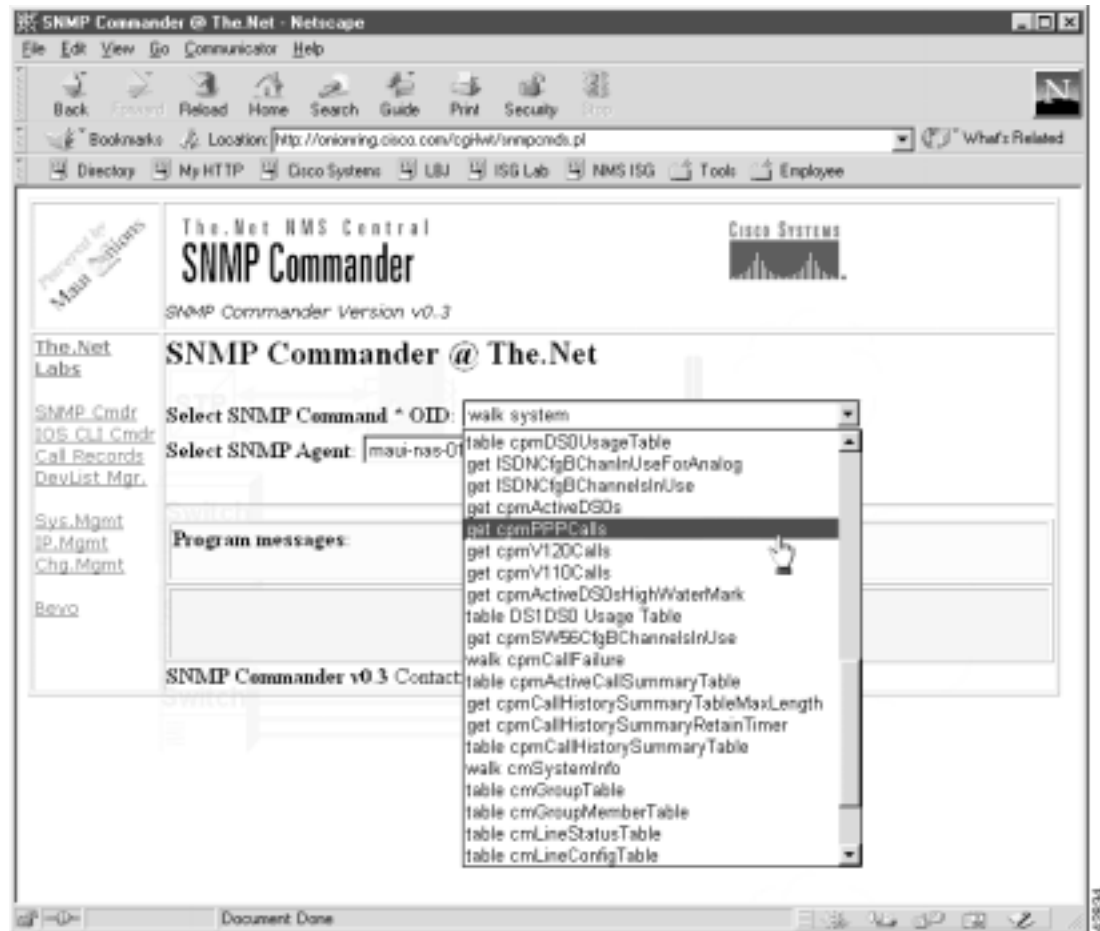 SNMP Commander @ The.Net - Netscape
File Edit View Go Communicator Help
Back Forward Reload Home Search Guide Print Security Stop
Bookmarks Location: http://onionring.cisco.com/cgi-lwt/snmpcmds.pl What's Related
Directory My HTTP Cisco Systems LBJ ISG Lab NMS ISG Tools Employee
Powered by
Maui Nunions
The.Net NMS Central
SNMP Commander
SNMP Commander Version v0.3
CISCO SYSTEMS
The.Net
Labs
SNMP Cmdr
IOS CLI Cmdr
Call Records
DevList Mgr.
Sys.Mgmt
IP.Mgmt
Chg.Mgmt
Bevo
SNMP Commander @ The.Net
STP
Select SNMP Command * OID: walk system
Select SNMP Agent: maui-nas-01
Switch
Program messages:
SNMP Commander v0.3 Contact
Switch
table cpmDS0UsageTable
get ISDNCfgBChanInUseForAnalog
get ISDNCfgBChannelsInUse
get cpmActiveDS0s
get cpmPPPCalls
get cpmV120Calls
get cpmV110Calls
get cpmActiveDS0sHighWaterMark
table DS1DS0 Usage Table
get cpmSW56CfgBChannelsInUse
walk cpmCallFailure
table cpmActiveCallSummaryTable
get cpmCallHistorySummaryTableMaxLength
get cpmCallHistorySummaryRetainTimer
table cpmCallHistorySummaryTable
walk cmSystemInfo
table cmGroupTable
table cmGroupMemberTable
table cmLineStatusTable
table cmLineConfigTable
Document: Done